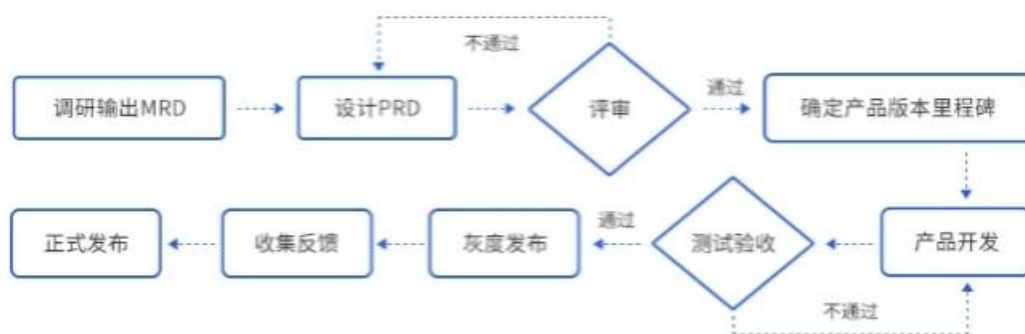 不通过
调研输出MRD
设计PRD
评审
通过
确定产品版本里程碑
正式发布
收集反馈
灰度发布
通过
测试验收
产品开发
不通过